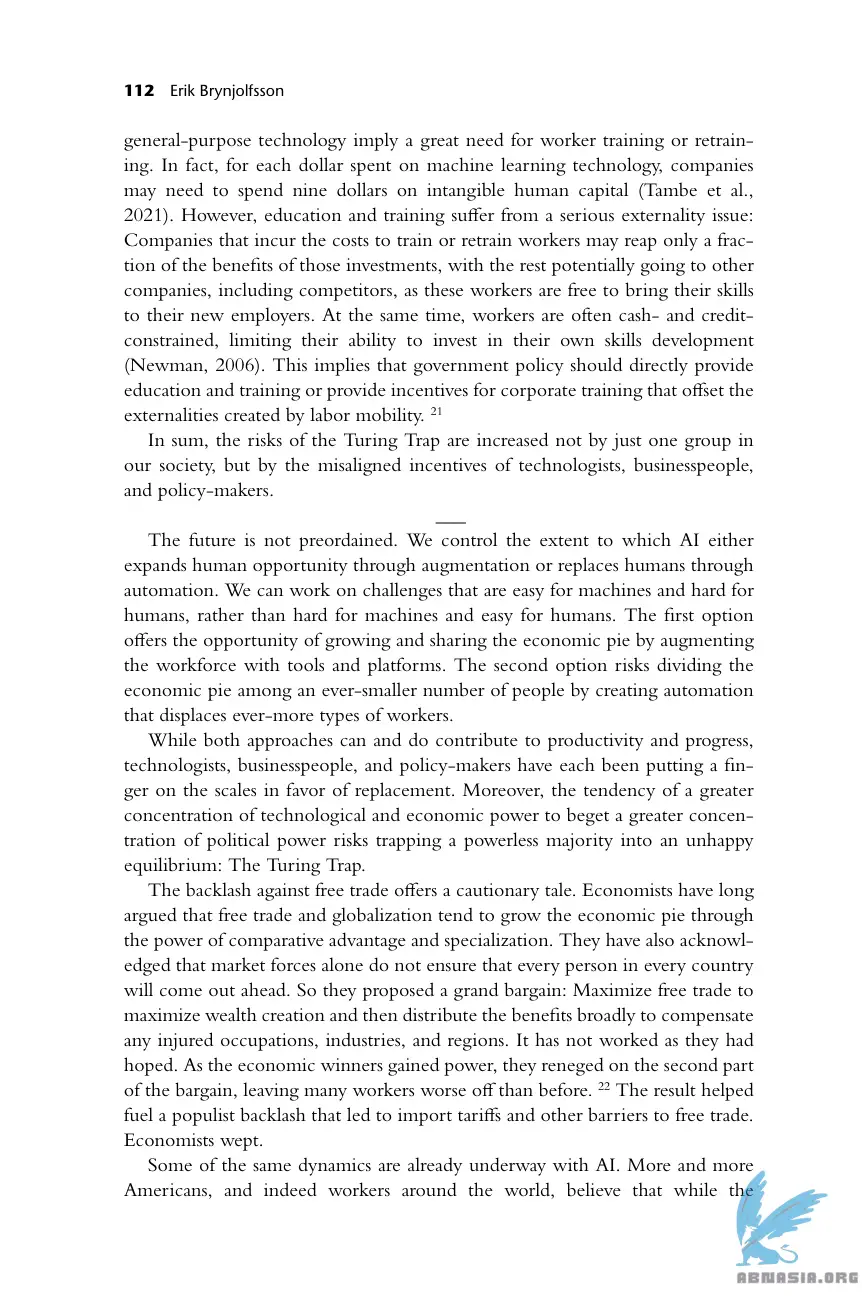 112 Erik Brynjolfsson
general-purpose technology imply a great need for worker training or retrain-
ing. In fact, for each dollar spent on machine learning technology, companies
may need to spend nine dollars on intangible human capital (Tambe et al.,
2021). However, education and training suffer from a serious externality issue:
Companies that incur the costs to train or retrain workers may reap only a frac-
tion of the benefits of those investments, with the rest potentially going to other
companies, including competitors, as these workers are free to bring their skills
to their new employers. At the same time, workers are often cash- and credit-
constrained, limiting their ability to invest in their own skills development
(Newman, 2006). This implies that government policy should directly provide
education and training or provide incentives for corporate training that offset the
externalities created by labor mobility. 21
In sum, the risks of the Turing Trap are increased not by just one group in
our society, but by the misaligned incentives of technologists, businesspeople,
and policy-makers.
The future is not preordained. We control the extent to which AI either
expands human opportunity through augmentation or replaces humans through
automation. We can work on challenges that are easy for machines and hard for
humans, rather than hard for machines and easy for humans. The first option
offers the opportunity of growing and sharing the economic pie by augmenting
the workforce with tools and platforms. The second option risks dividing the
economic pie among an ever-smaller number of people by creating automation
that displaces ever-more types of workers.
While both approaches can and do contribute to productivity and progress,
technologists, businesspeople, and policy-makers have each been putting a fin-
ger on the scales in favor of replacement. Moreover, the tendency of a greater
concentration of technological and economic power to beget a greater concen-
tration of political power risks trapping a powerless majority into an unhappy
equilibrium: The Turing Trap.
The backlash against free trade offers a cautionary tale. Economists have long
argued that free trade and globalization tend to grow the economic pie through
the power of comparative advantage and specialization. They have also acknowl-
edged that market forces alone do not ensure that every person in every country
will come out ahead. So they proposed a grand bargain: Maximize free trade to
maximize wealth creation and then distribute the benefits broadly to compensate
any injured occupations, industries, and regions. It has not worked as they had
hoped. As the economic winners gained power, they reneged on the second part
of the bargain, leaving many workers worse off than before. 22 The result helped
fuel a populist backlash that led to import tariffs and other barriers to free trade.
Economists wept.
Some of the same dynamics are already underway with AI. More and more
Americans, and indeed workers around the world, believe that while the
ABNASIA.ORG